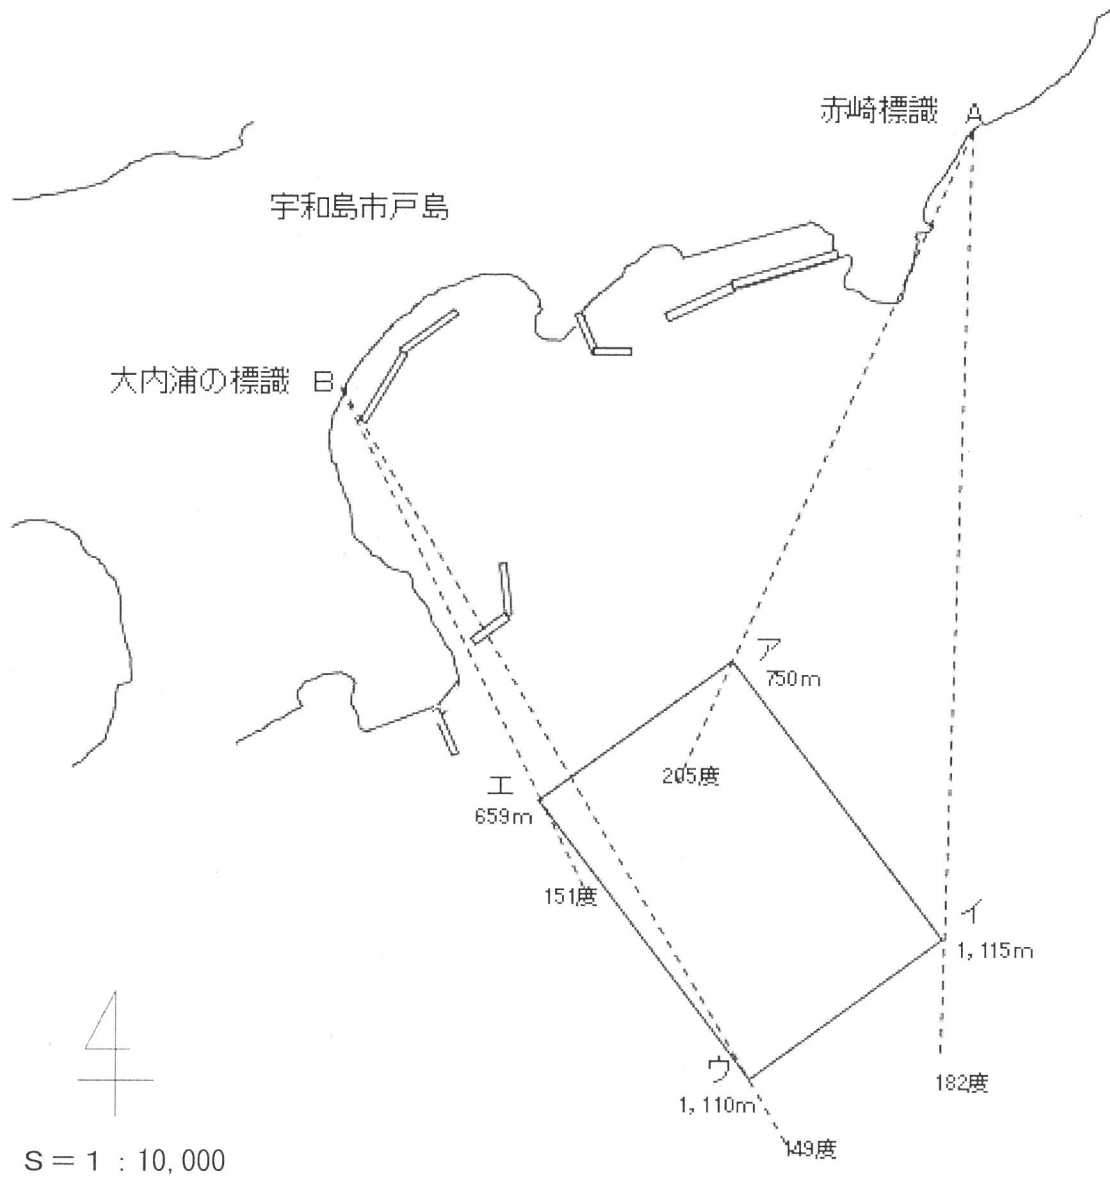 赤崎標識 A
宇和島市戸島
大内浦の標識 B
ア
750m
205度
エ
659m
151度
イ
1,115m
ウ
1,110m
182度
149度
S=1:10,000